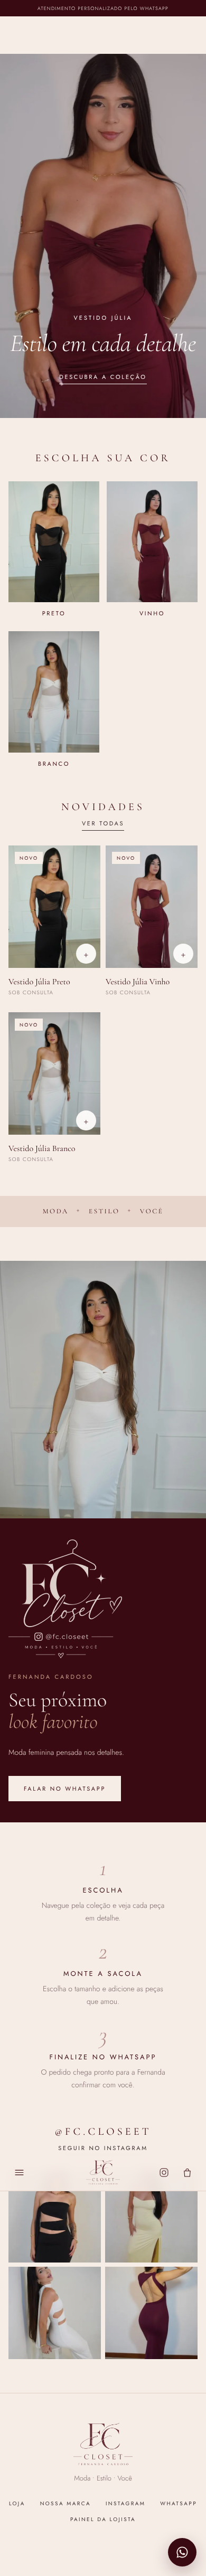 ATENDIMENTO PERSONALIZADO PELO WHATSAPP
VESTIDO JÚLIA
Estilo em cada detalhe
DESCUBRA A COLEÇÃO
ESCOLHA SUA COR
PRETO
VINHO
BRANCO
NOVIDADES
VER TODAS
NOVO
NOVO
+
+
Vestido Júlia Preto
Vestido Júlia Vinho
SOB CONSULTA
SOB CONSULTA
NOVO
+
Vestido Júlia Branco
SOB CONSULTA
MODA ESTILO VOCÊ
FC
Closet
@fc.closeet
MODA • ESTILO • VOCÊ
FERNANDA CARDOSO
Seu próximo
look favorito
Moda feminina pensada nos detalhes.
FALAR NO WHATSAPP
1
ESCOLHA
Navegue pela coleção e veja cada peça
em detalhe.
2
MONTE A SACOLA
Escolha o tamanho e adicione as peças
que amou.
3
FINALIZE NO WHATSAPP
O pedido chega pronto para a Fernanda
confirmar com você.
@FC.CLOSEET
SEGUIR NO INSTAGRAM
FC
CLOSET
FC
CLOSET
FERNANDA CARDOSO
Moda · Estilo · Você
LOJA NOSSA MARCA INSTAGRAM WHATSAPP
PAINEL DA LOJISTA